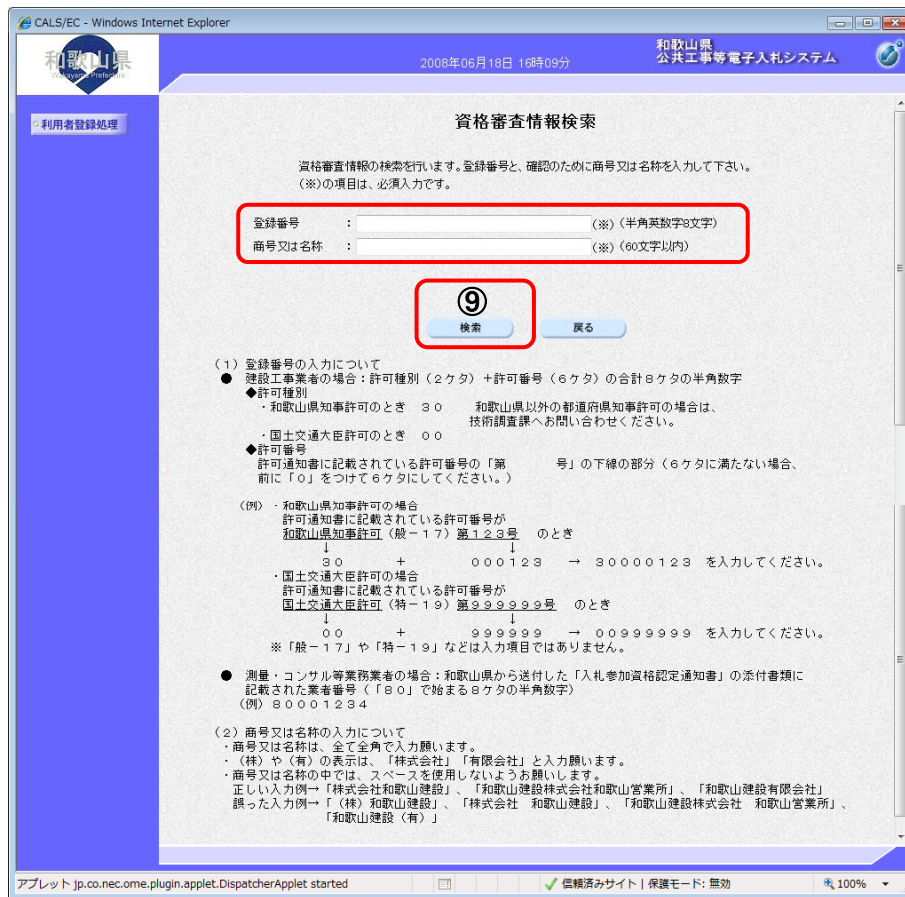 CALS/EC - Windows Internet Explorer
和歌山県
Wakayama Prefecture
2008年06月18日 16時09分
和歌山県
公共工事等電子入札システム
利用者登録処理
資格審査情報検索
資格審査情報の検索を行います。登録番号と、確認のために商号又は名称を入力して下さい。
(※)の項目は、必須入力です。
登録番号 : (※) (半角英数字8文字)
商号又は名称 : (※) (60文字以内)
⑨
検索 戻る
(1)登録番号の入力について
● 建設工事業者の場合:許可種別(2ケタ)+許可番号(6ケタ)の合計8ケタの半角数字
◆許可種別
・和歌山県知事許可のとき 30 和歌山県以外の都道府県知事許可の場合は、
技術調査課へお問い合わせください。
・国土交通大臣許可のとき 00
◆許可番号
許可通知書に記載されている許可番号の「第 号」の下線の部分(6ケタに満たない場合、
前に「0」をつけて6ケタにしてください。)
(例)・和歌山県知事許可の場合
許可通知書に記載されている許可番号が
和歌山県知事許可(般-17)第123号 のとき
↓ ↓
30 + 000123 → 30000123 を入力してください。
・国土交通大臣許可の場合
許可通知書に記載されている許可番号が
国土交通大臣許可(特-19)第999999号 のとき
↓ ↓
00 + 999999 → 00999999 を入力してください。
※「般-17」や「特-19」などは入力項目ではありません。
● 測量・コンサル等業務業者の場合:和歌山県から送付した「入札参加資格認定通知書」の添付書類に
記載された業者番号(「80」で始まる8ケタの半角数字)
(例)80001234
(2)商号又は名称の入力について
・商号又は名称は、全て全角で入力願います。
・(株)や(有)の表示は、「株式会社」「有限会社」と入力願います。
・商号又は名称の中では、スペースを使用しないようお願いします。
正しい入力例→「株式会社和歌山建設」、「和歌山建設株式会社和歌山営業所」、「和歌山建設有限会社」
誤った入力例→「(株)和歌山建設」、「株式会社 和歌山建設」、「和歌山建設株式会社 和歌山営業所」、
「和歌山建設(有)」
アプレット jp.co.nec.ome.plugin.applet.DispatcherApplet started
信頼済みサイト | 保護モード: 無効
100%